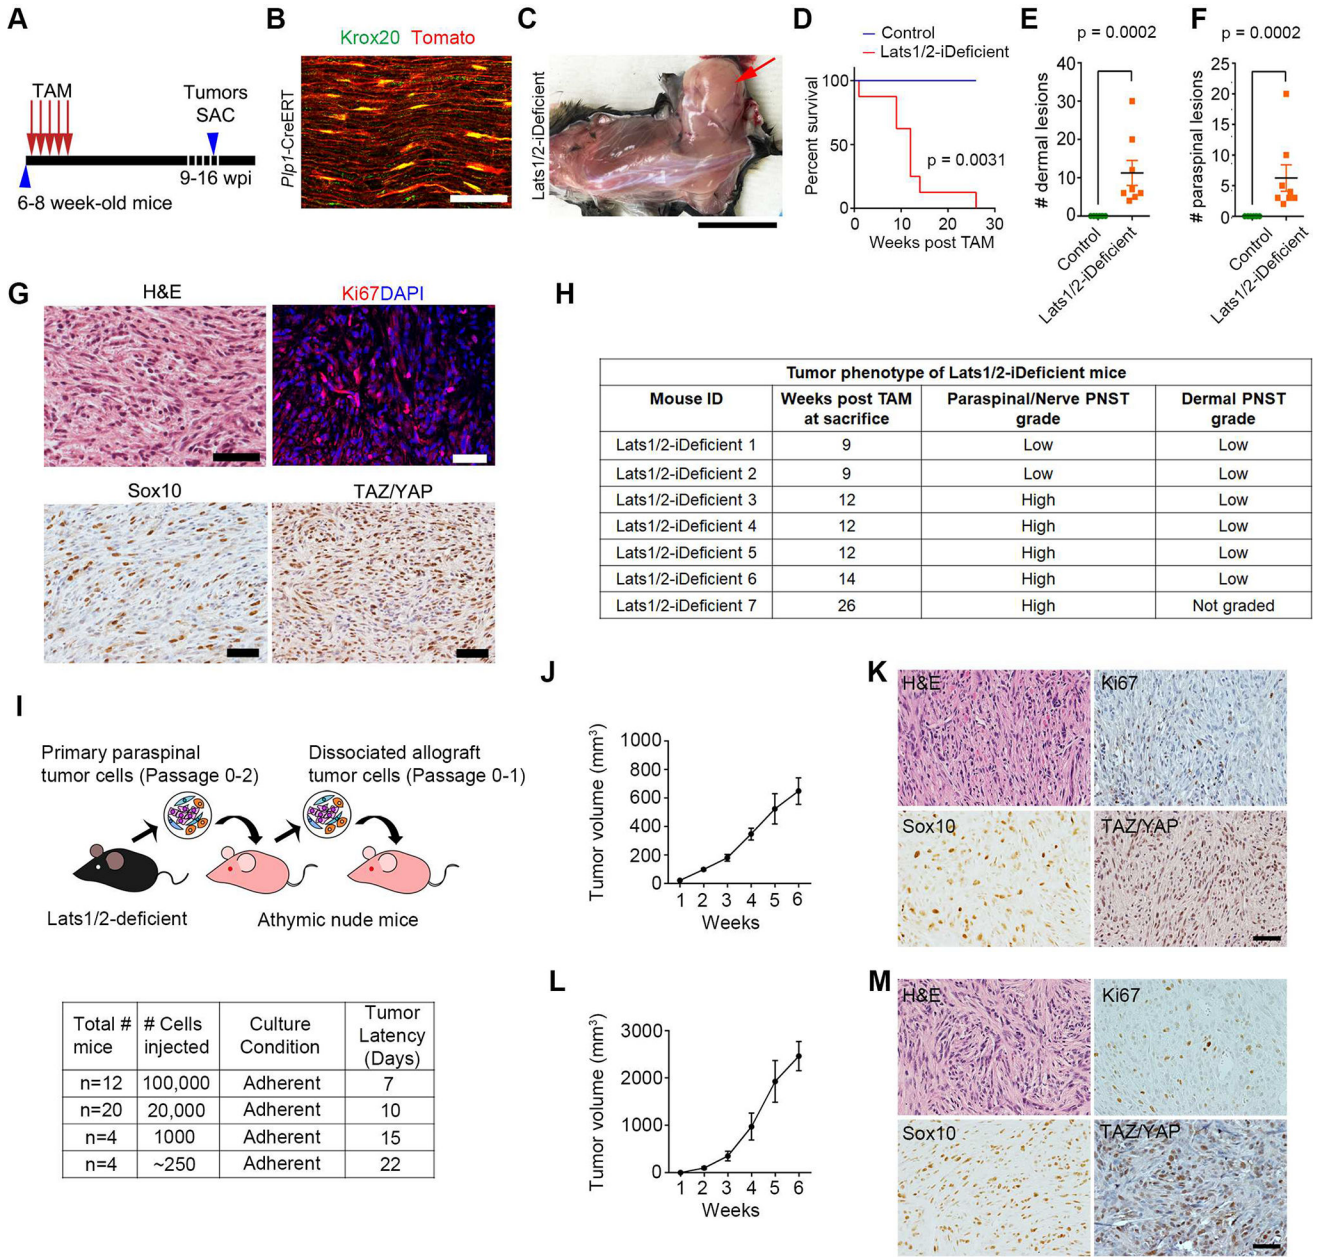 A
TAM
Tumors
SAC
9-16 wpi
6-8 week-old mice
B
Krox20 Tomato
Plp1-CreERT
C
Lats1/2-iDeficient
D
Control
Lats1/2-iDeficient
Percent survival
100
50
0
p = 0.0031
0 10 20 30
Weeks post TAM
E
p = 0.0002
# dermal lesions
40
30
20
10
0
Control
Lats1/2-iDeficient
F
p = 0.0002
# paraspinal lesions
25
20
15
10
5
0
Control
Lats1/2-iDeficient
G
H&E
Ki67DAPI
Sox10
TAZ/YAP
H
Tumor phenotype of Lats1/2-iDeficient mice
Mouse ID
Weeks post TAM
at sacrifice
Paraspinal/Nerve PNST
grade
Dermal PNST
grade
Lats1/2-iDeficient 1 9 Low Low
Lats1/2-iDeficient 2 9 Low Low
Lats1/2-iDeficient 3 12 High Low
Lats1/2-iDeficient 4 12 High Low
Lats1/2-iDeficient 5 12 High Low
Lats1/2-iDeficient 6 14 High Low
Lats1/2-iDeficient 7 26 High Not graded
I
Primary paraspinal
tumor cells (Passage 0-2)
Dissociated allograft
tumor cells (Passage 0-1)
Lats1/2-deficient
Athymic nude mice
Total #
mice
# Cells
injected
Culture
Condition
Tumor
Latency
(Days)
n=12 100,000 Adherent 7
n=20 20,000 Adherent 10
n=4 1000 Adherent 15
n=4 ~250 Adherent 22
J
Tumor volume (mm³)
1000
800
600
400
200
0
1 2 3 4 5 6
Weeks
K
H&E
Ki67
Sox10
TAZ/YAP
L
Tumor volume (mm³)
3000
2000
1000
0
1 2 3 4 5 6
Weeks
M
H&E
Ki67
Sox10
TAZ/YAP